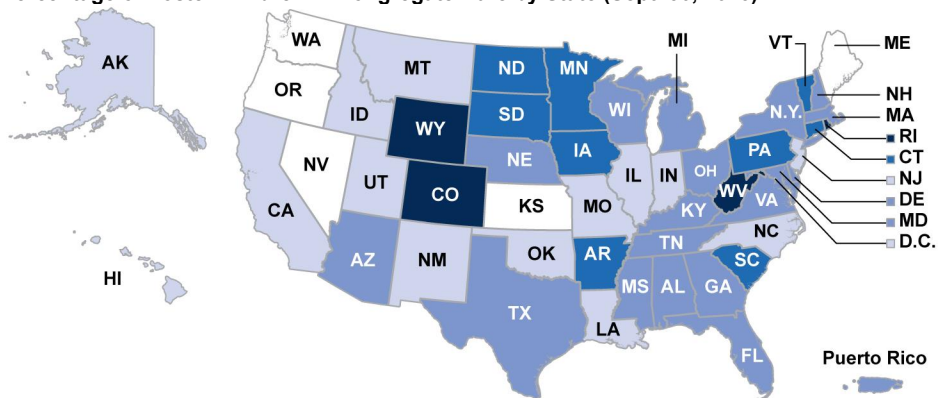 WA
MI
VT
ME
AK
MT
ND
MN
OR
NH
ID
WI
N.Y.
MA
SD
WY
RI
IA
PA
CT
NE
NV
OH
NJ
IL
IN
UT
WV
DE
CO
VA
CA
KS
MO
KY
MD
NC
TN
D.C.
OK
AR
AZ
NM
SC
HI
MS
AL
GA
TX
LA
FL
Puerto Rico